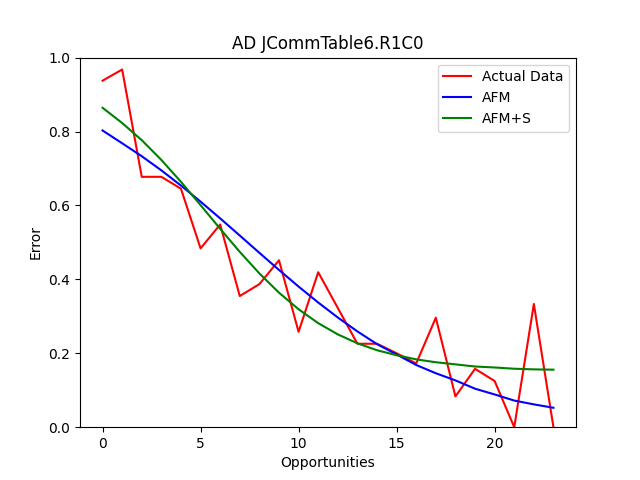 AD JCommTable6.R1C0
Actual Data
AFM
AFM+S
Error
1.0
0.8
0.6
0.4
0.2
0.0
0 5 10 15 20
Opportunities